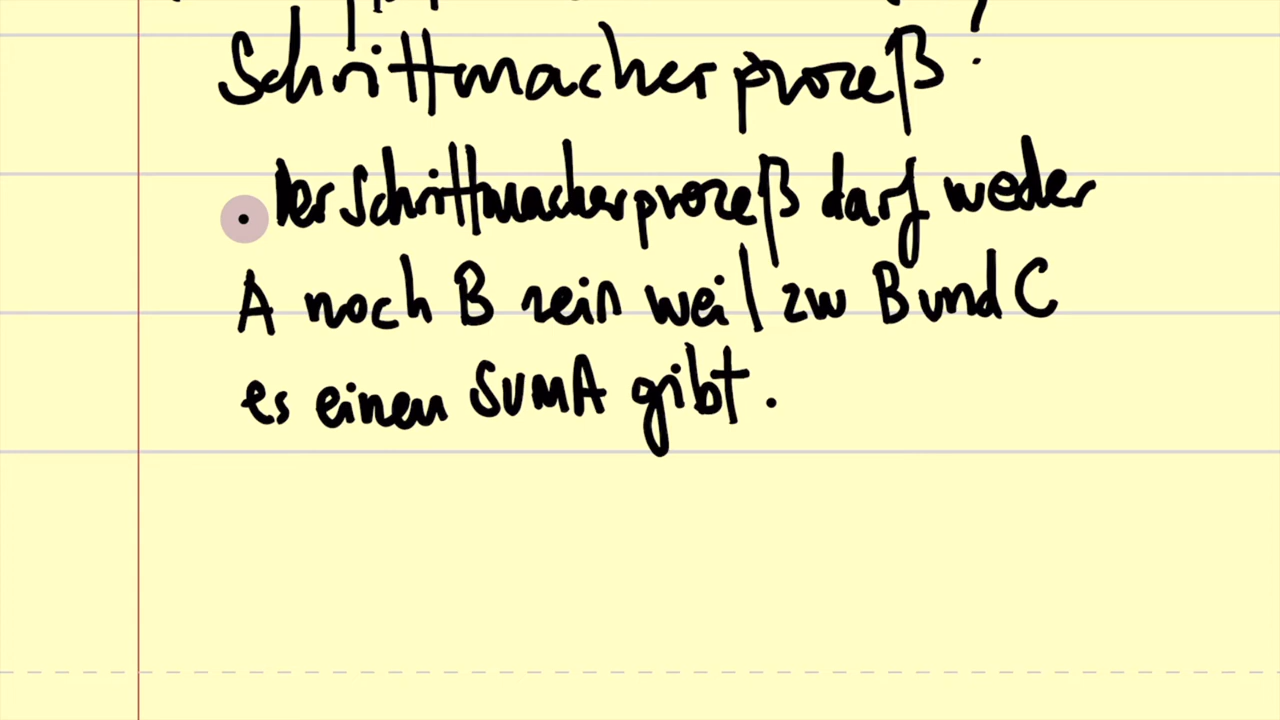 Schrittmacherprozeß?
• Der Schrittmacherprozeß darf weder
A noch B sein weil zw B und C
es einen SUMA gibt.